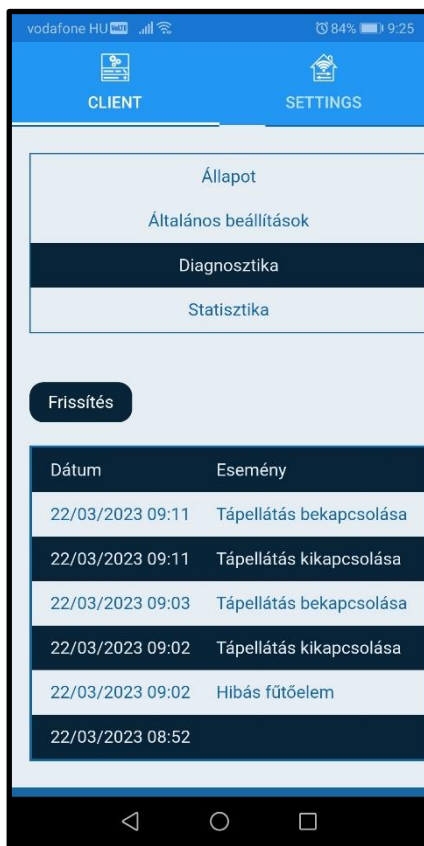 vodafone HU VoLTE 84% 9:25
CLIENT SETTINGS
Állapot
Általános beállítások
Diagnosztika
Statisztika
Frissítés
Dátum Esemény
22/03/2023 09:11 Tápellátás bekapcsolása
22/03/2023 09:11 Tápellátás kikapcsolása
22/03/2023 09:03 Tápellátás bekapcsolása
22/03/2023 09:02 Tápellátás kikapcsolása
22/03/2023 09:02 Hibás fűtőelem
22/03/2023 08:52